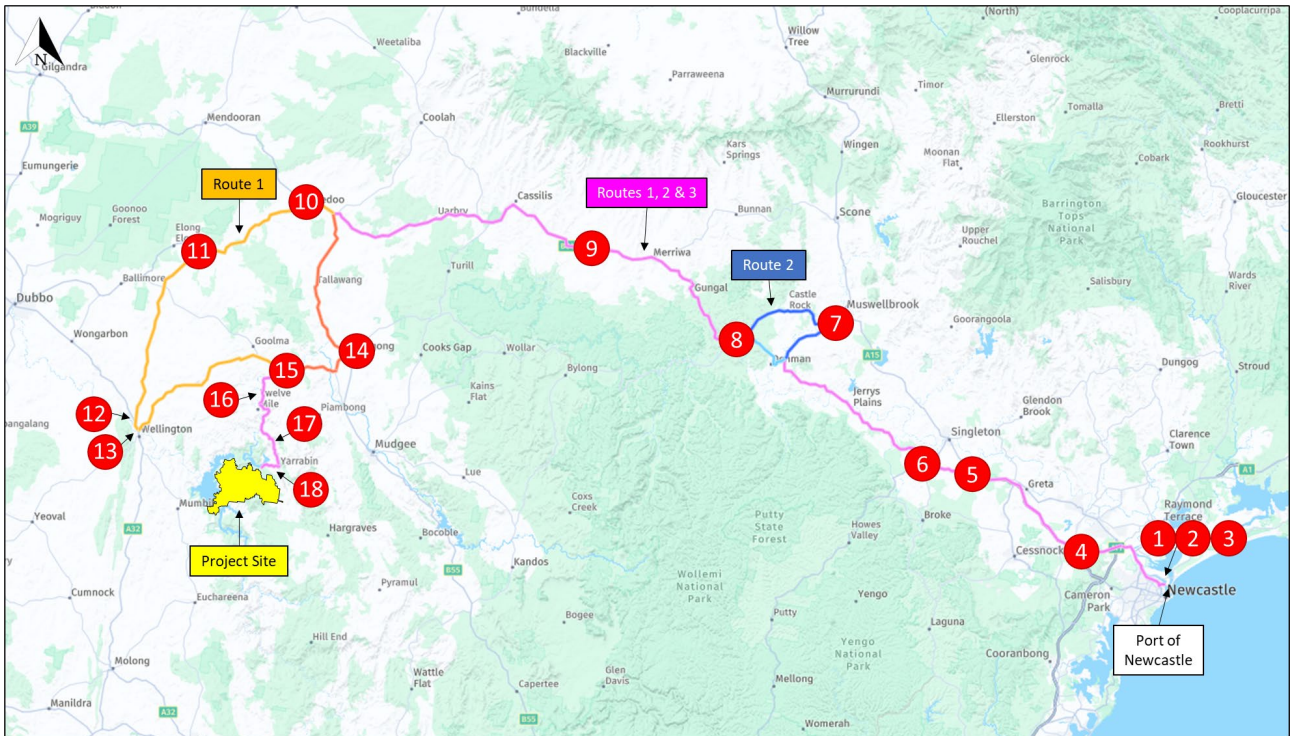 Bundella
(North)
Cooplacurripa
Weetaliba
Blackville
Willow
Tree
Glenrock
N
Gilgandra
Parraweena
Timor
Murrurundi
Tomalla
Bretti
Mendooran
Coolah
Ellerston
A39
Kars
Springs
Wingen
Moonan
Flat
Rookhurst
Cobark
Eumungerie
Route 1
Routes 1, 2 & 3
Cassilis
Gloucester
10
Uarbry
Bunnan
Scone
Barrington
Tops
National
Park
Mogriguy
Goonoo
Forest
Elong
11
9
Merriwa
Upper
Rouchel
Turill
Route 2
Ballimore
Tallawang
Gungal
Castle
Rock
Salisbury
Wards
River
Dubbo
Muswellbrook
7
Goorangoola
Wongarbon
Goolma
14
Cooks Gap
Wollar
8
Denman
A15
Dungog
Stroud
15
Bylong
16
Kains
Flat
Jerrys
Plains
Glendon
Brook
12
Piambong
13
Wellington
17
Mudgee
Singleton
Clarence
Town
Yarrabin
18
Lue
6
5
Greta
A1
Raymond
Terrace
Coxs
Creek
Putty
State
Forest
Broke
Yeoval
A32
Hargraves
Bocoble
Howes
Valley
1
2
3
4
Cessnock
Project Site
Kandos
B55
Wollemi
National
Park
Cameron
Park
Newcastle
Cumnock
Euchareena
Pyramul
Yengo
Bogee
Putty
Laguna
Port of
Newcastle
Hill End
Yengo
National
Park
Cooranbong
Molong
Wattle
Flat
Glen
Davis
Capertee
Mellong
Manildra
A32
B55
Womerah